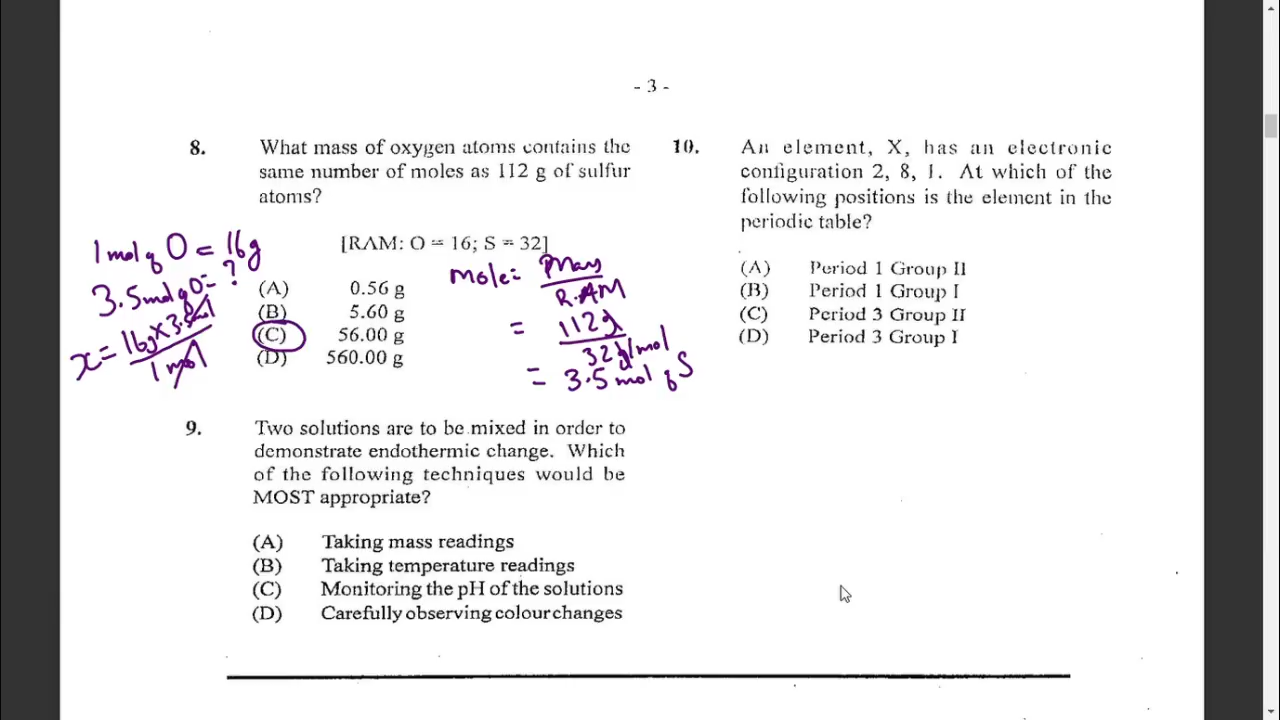 - 3 -
8. What mass of oxygen atoms contains the
same number of moles as 112 g of sulfur
atoms?
[RAM: O = 16; S = 32]
(A) 0.56 g
(B) 5.60 g
(C) 56.00 g
(D) 560.00 g
1 mol of O = 16g
3.5 mol of O = ?
x = 16g x 3.5mol
1 mol
mole = Mass
R.AM
= 112g
32g/mol
= 3.5 mol of S
9. Two solutions are to be mixed in order to
demonstrate endothermic change. Which
of the following techniques would be
MOST appropriate?
(A) Taking mass readings
(B) Taking temperature readings
(C) Monitoring the pH of the solutions
(D) Carefully observing colour changes
10. An element, X, has an electronic
configuration 2, 8, 1. At which of the
following positions is the element in the
periodic table?
(A) Period 1 Group II
(B) Period 1 Group I
(C) Period 3 Group II
(D) Period 3 Group I